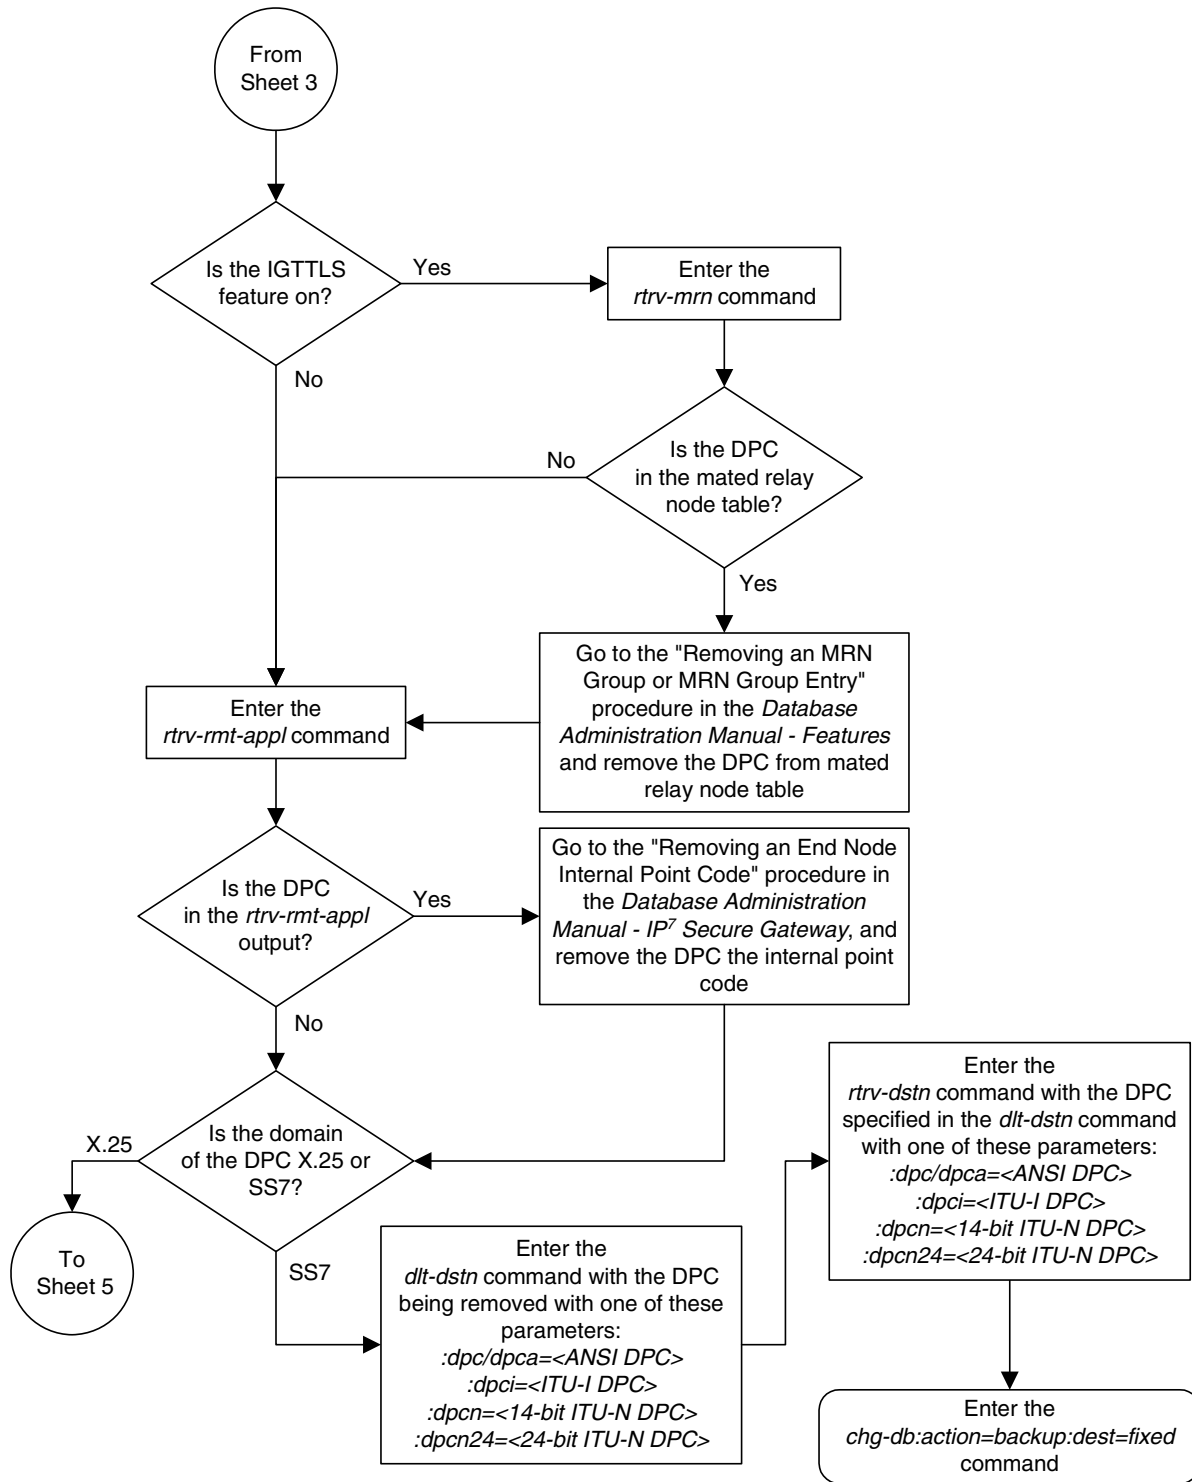 From
Sheet 3
Is the IGTTLS
feature on?
Yes
Enter the
rtrv-mrn command
No
Is the DPC
in the mated relay
node table?
No
Yes
Go to the "Removing an MRN
Group or MRN Group Entry"
procedure in the Database
Administration Manual - Features
and remove the DPC from mated
relay node table
Enter the
rtrv-rmt-appl command
Is the DPC
in the rtrv-rmt-appl
output?
Yes
Go to the "Removing an End Node
Internal Point Code" procedure in
the Database Administration
Manual - IP⁷ Secure Gateway, and
remove the DPC the internal point
code
No
Is the domain
of the DPC X.25 or
SS7?
X.25
To
Sheet 5
SS7
Enter the
dlt-dstn command with the DPC
being removed with one of these
parameters:
:dpc/dpca=<ANSI DPC>
:dpci=<ITU-I DPC>
:dpcn=<14-bit ITU-N DPC>
:dpcn24=<24-bit ITU-N DPC>
Enter the
rtrv-dstn command with the DPC
specified in the dlt-dstn command
with one of these parameters:
:dpc/dpca=<ANSI DPC>
:dpci=<ITU-I DPC>
:dpcn=<14-bit ITU-N DPC>
:dpcn24=<24-bit ITU-N DPC>
Enter the
chg-db:action=backup:dest=fixed
command